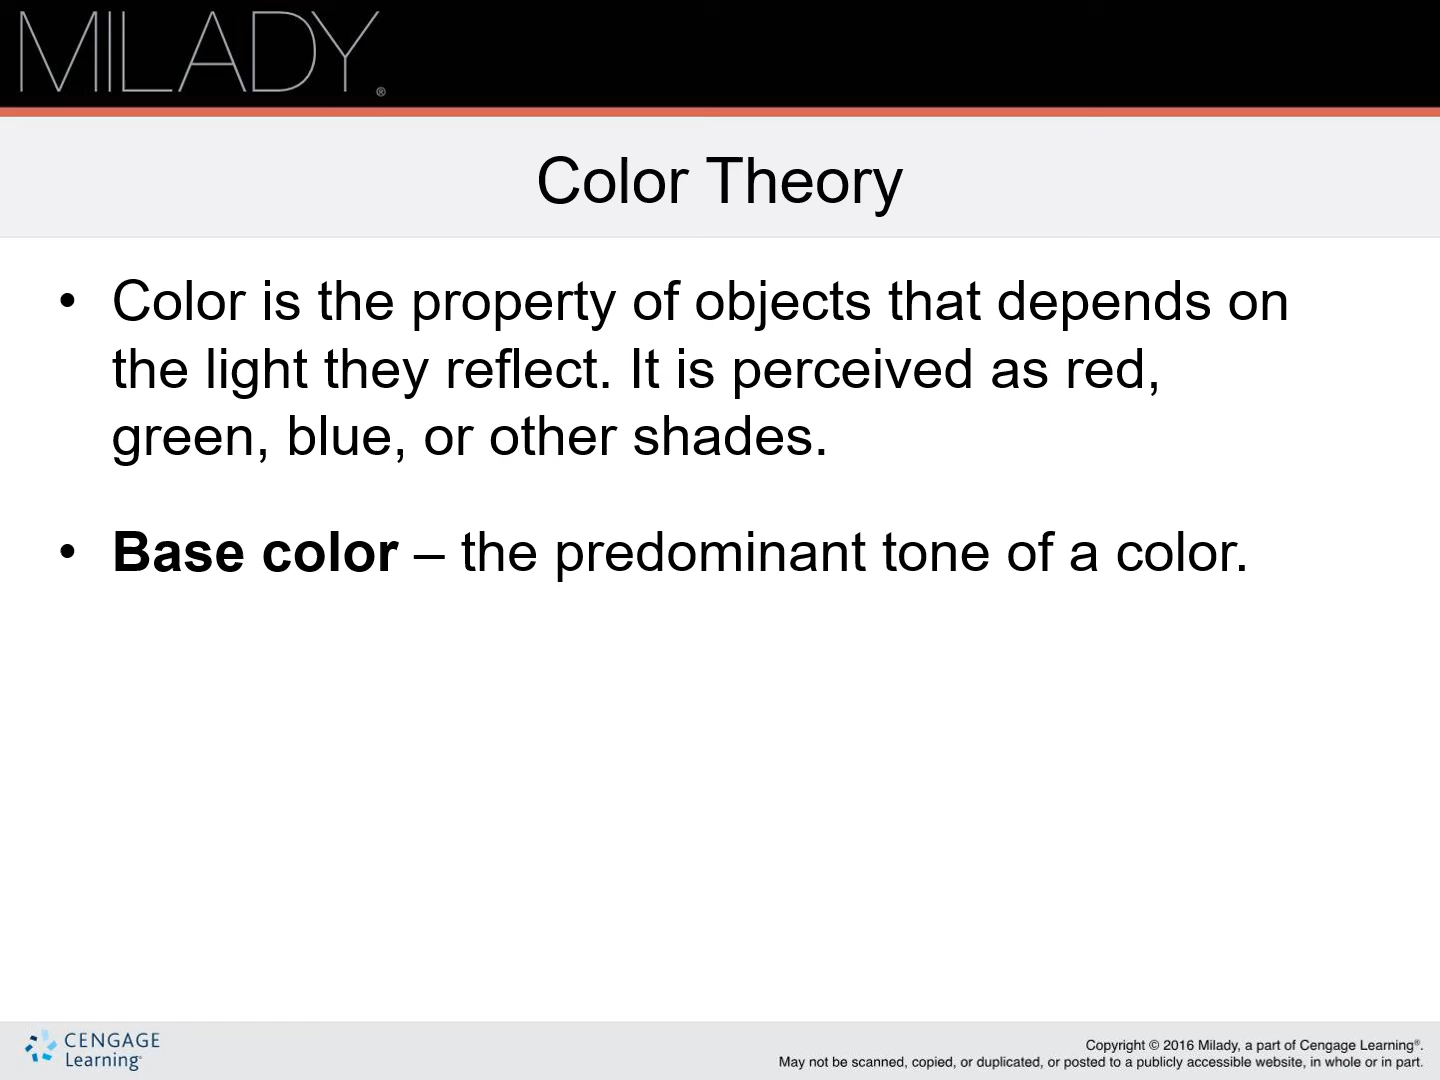 MILADY®
Color Theory
• Color is the property of objects that depends on
the light they reflect. It is perceived as red,
green, blue, or other shades.
• Base color – the predominant tone of a color.
CENGAGE
Learning®
Copyright © 2016 Milady, a part of Cengage Learning®.
May not be scanned, copied, or duplicated, or posted to a publicly accessible website, in whole or in part.